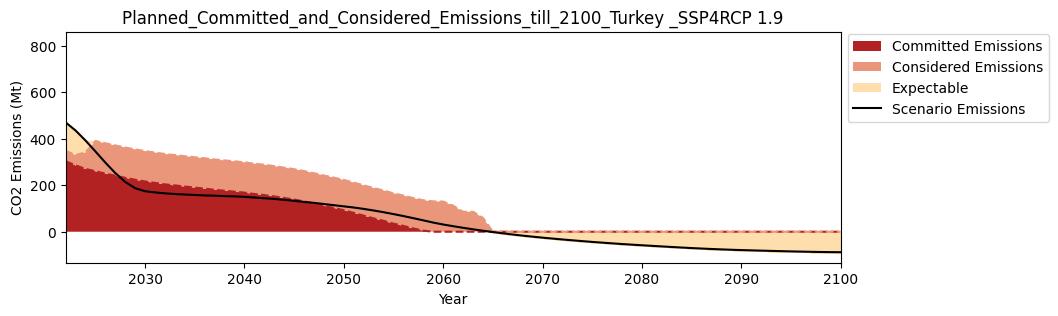 Planned_Committed_and_Considered_Emissions_till_2100_Turkey _SSP4RCP 1.9
800
600
400
200
0
CO2 Emissions (Mt)
2030
2040
2050
2060
2070
2080
2090
2100
Year
Committed Emissions
Considered Emissions
Expectable
Scenario Emissions